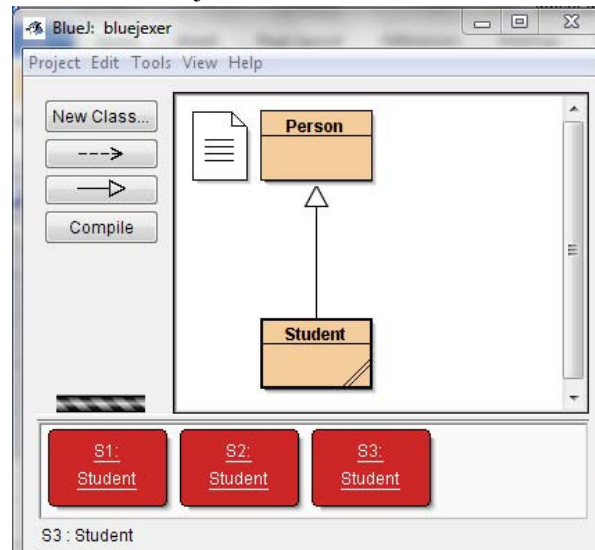 BlueJ: bluejexer
Project Edit Tools View Help
New Class...
Compile
Person
Student
S1:
Student
S2:
Student
S3:
Student
S3 : Student